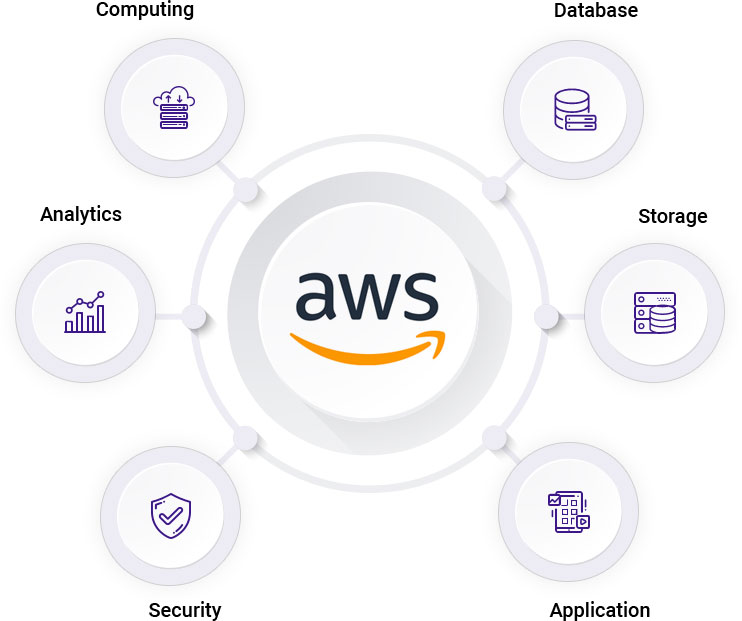 Computing
Database
Analytics
Storage
aws
Security
Application